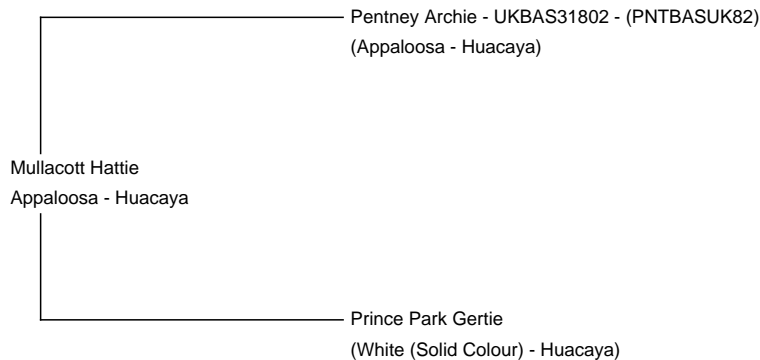 Pentney Archie - UKBAS31802 - (PNTBASUK82)
(Appaloosa - Huacaya)
Mullacott Hattie
Appaloosa - Huacaya
Prince Park Gertie
(White (Solid Colour) - Huacaya)